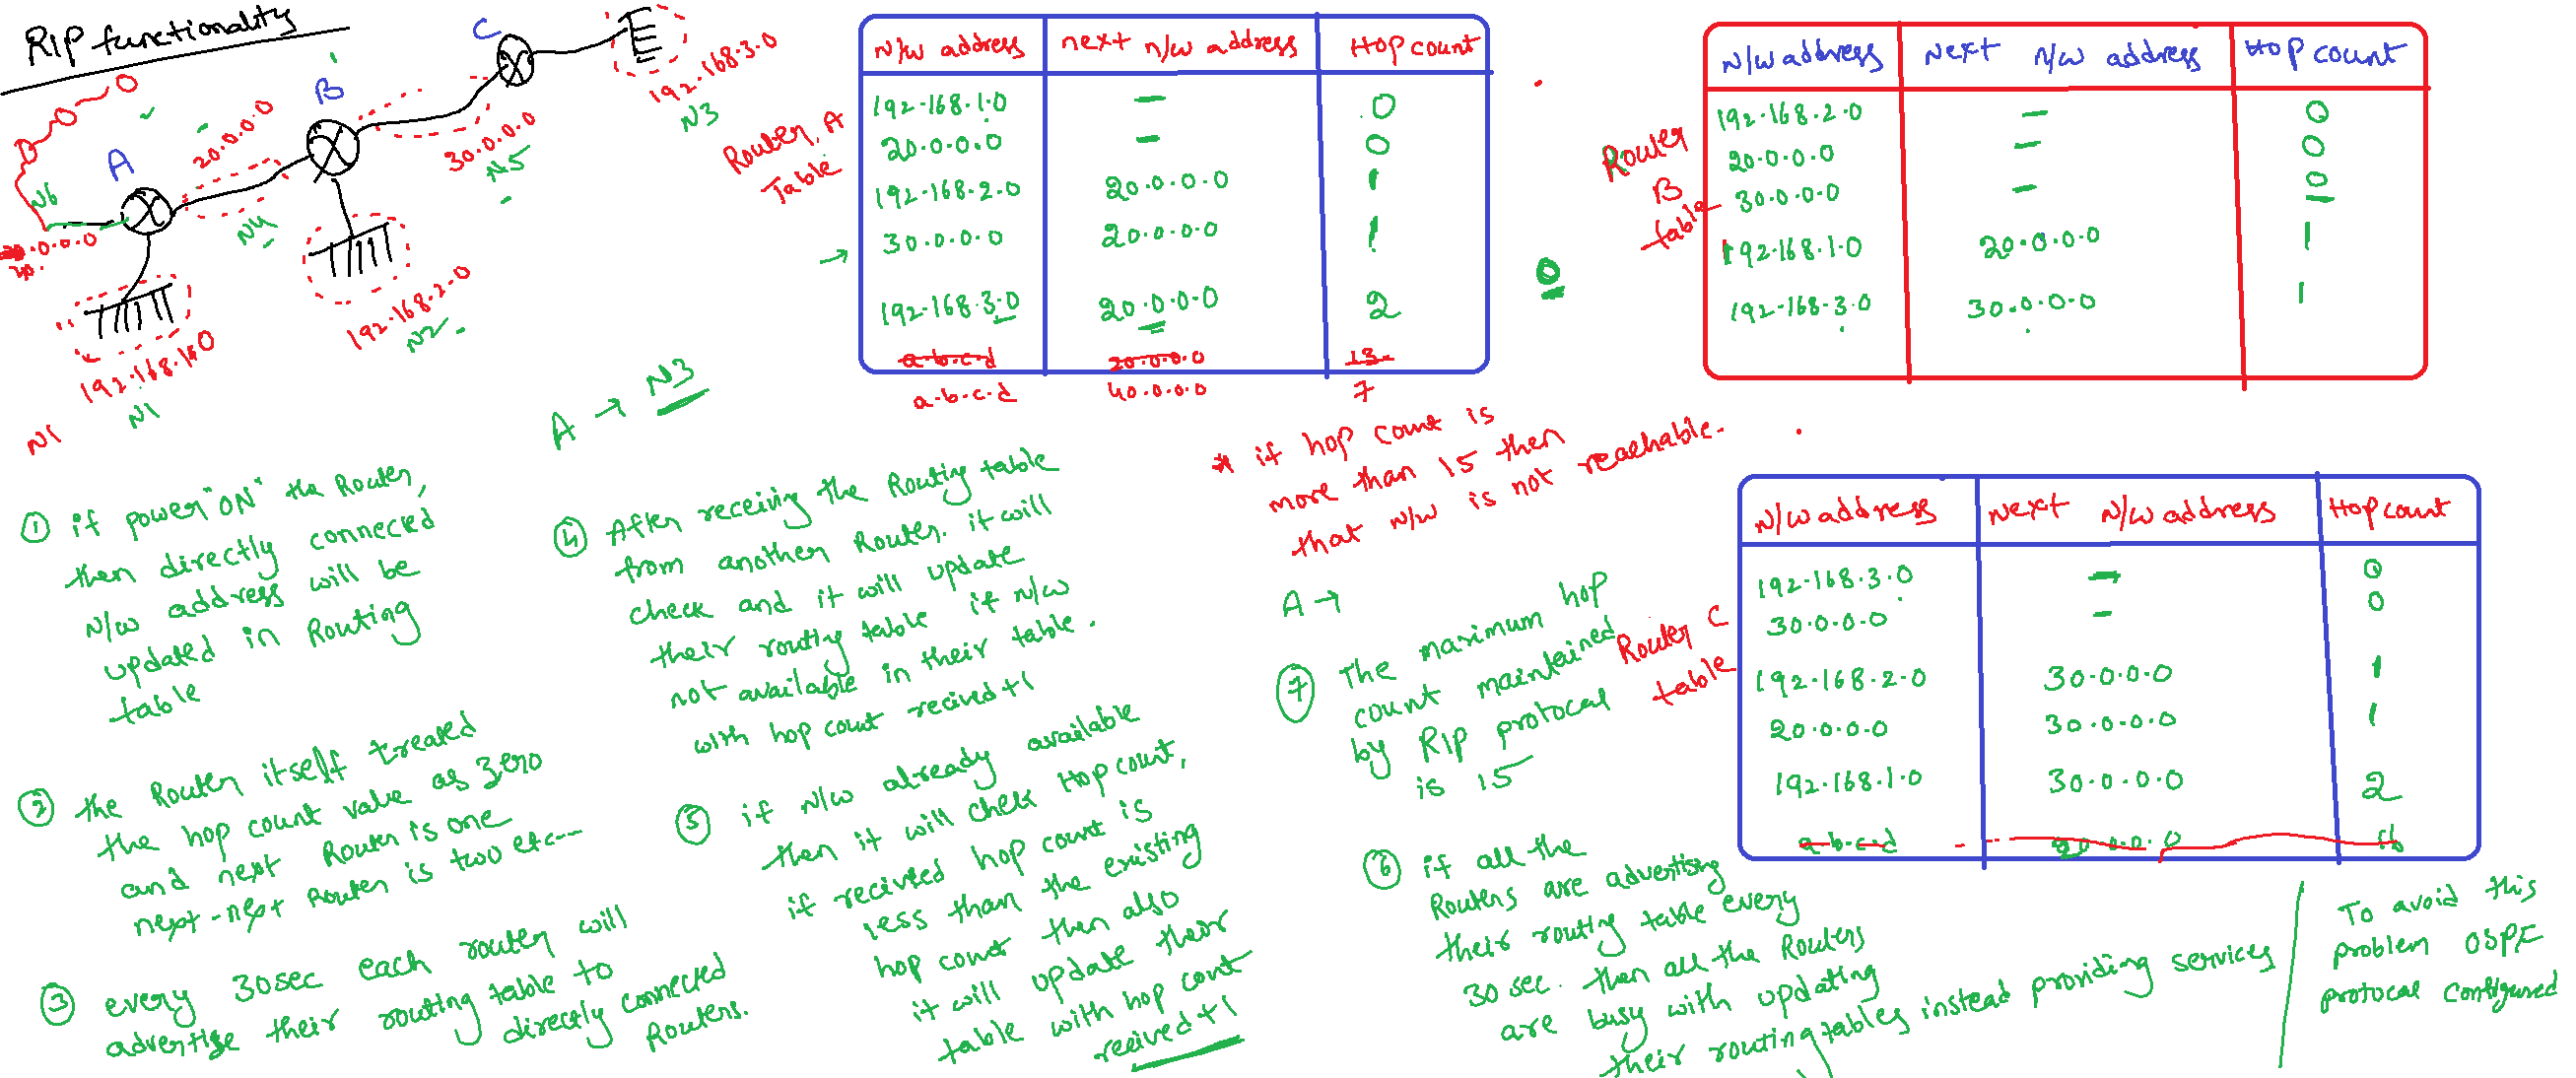 RIP functionality
C
192.168.3.0
N3
B
20.0.0.0
30.0.0.0
N5
A
N6
N4
.0.0.0
192.168.2.0
N2
192.168.1.0
N1
N1
Router A
Table
N/W address next n/w address Hop count
192.168.1.0 — 0
20.0.0.0 — 0
192.168.2.0 20.0.0.0 1
30.0.0.0 20.0.0.0 1
192.168.3.0 20.0.0.0 2
a.b.c.d 20.0.0.0 13
a.b.c.d 40.0.0.0 7
0
Router
B
table
N/W address Next N/W address Hop count
192.168.2.0 — 0
20.0.0.0 — 0
30.0.0.0 — 0
192.168.1.0 20.0.0.0 1
192.168.3.0 30.0.0.0 1
A → N3
* if hop count is
more than 15 then
that N/W is not reachable.
A →
Router C
table
N/W address Next N/W address Hop count
192.168.3.0 — 0
30.0.0.0 — 0
192.168.2.0 30.0.0.0 1
20.0.0.0 30.0.0.0 1
192.168.1.0 30.0.0.0 2
a.b.c.d .0.0.0 16
① if power "ON" the Router,
then directly conneced
N/W address will be
updated in Routing
table
② the Router itself treated
the hop count value as zero
and next Router is one
next-next Router is two etc---
③ every 30sec each router will
advertise their routing table to
directly connected
Routers.
④ After receiving the Routing table
from another Router. it will
check and it will update
their routing table if N/W
not available in their table.
with hop count recived+1
⑤ if N/W already available
then it will check Hop count,
if recivied hop count is
less than the existing
hop count then also
it will update their
table with hop count
recived+1
⑦ The maximum hop
count maintained
by RIP protocal
is 15
⑥ if all the
Routers are advertising
their routing table every
30 sec. then all the Routers
are busy with updating
their routing tables instead providing services
To avoid this
problem OSPF
protocal configured